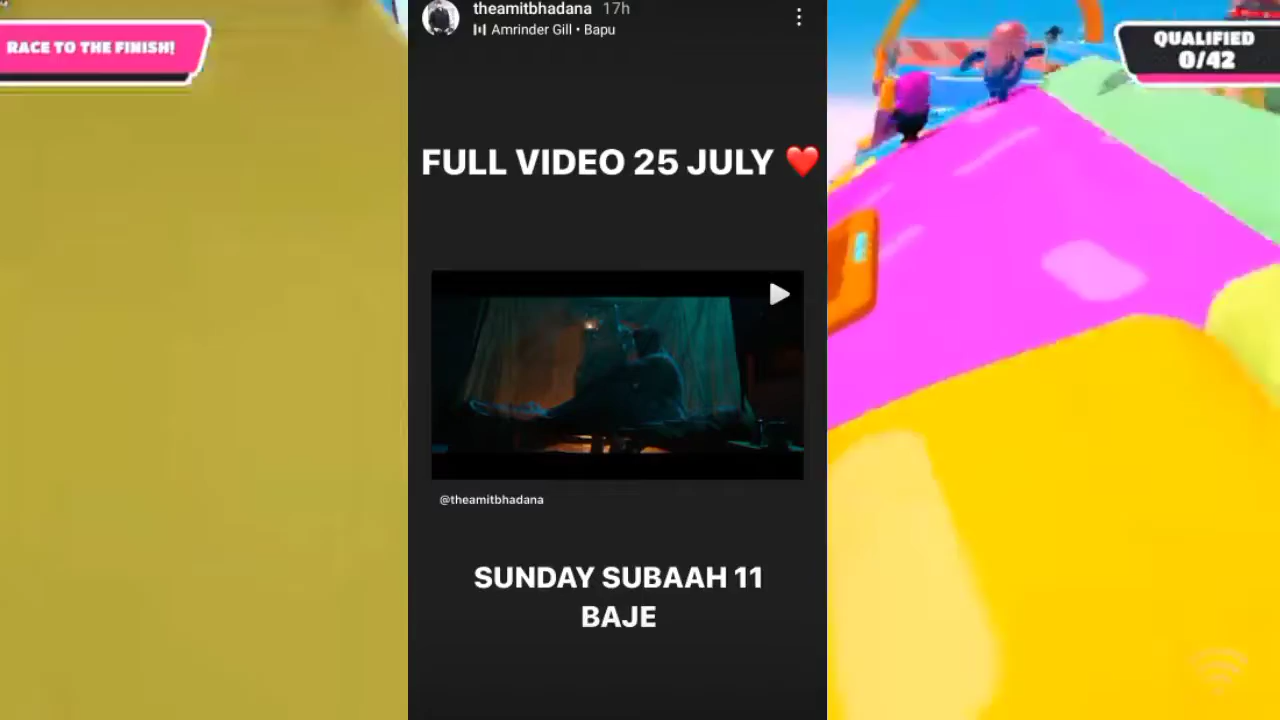 RACE TO THE FINISH!
theamitbhadana 17h
Amrinder Gill • Bapu
QUALIFIED
0/42
FULL VIDEO 25 JULY ❤️
@theamitbhadana
SUNDAY SUBAAH 11
BAJE